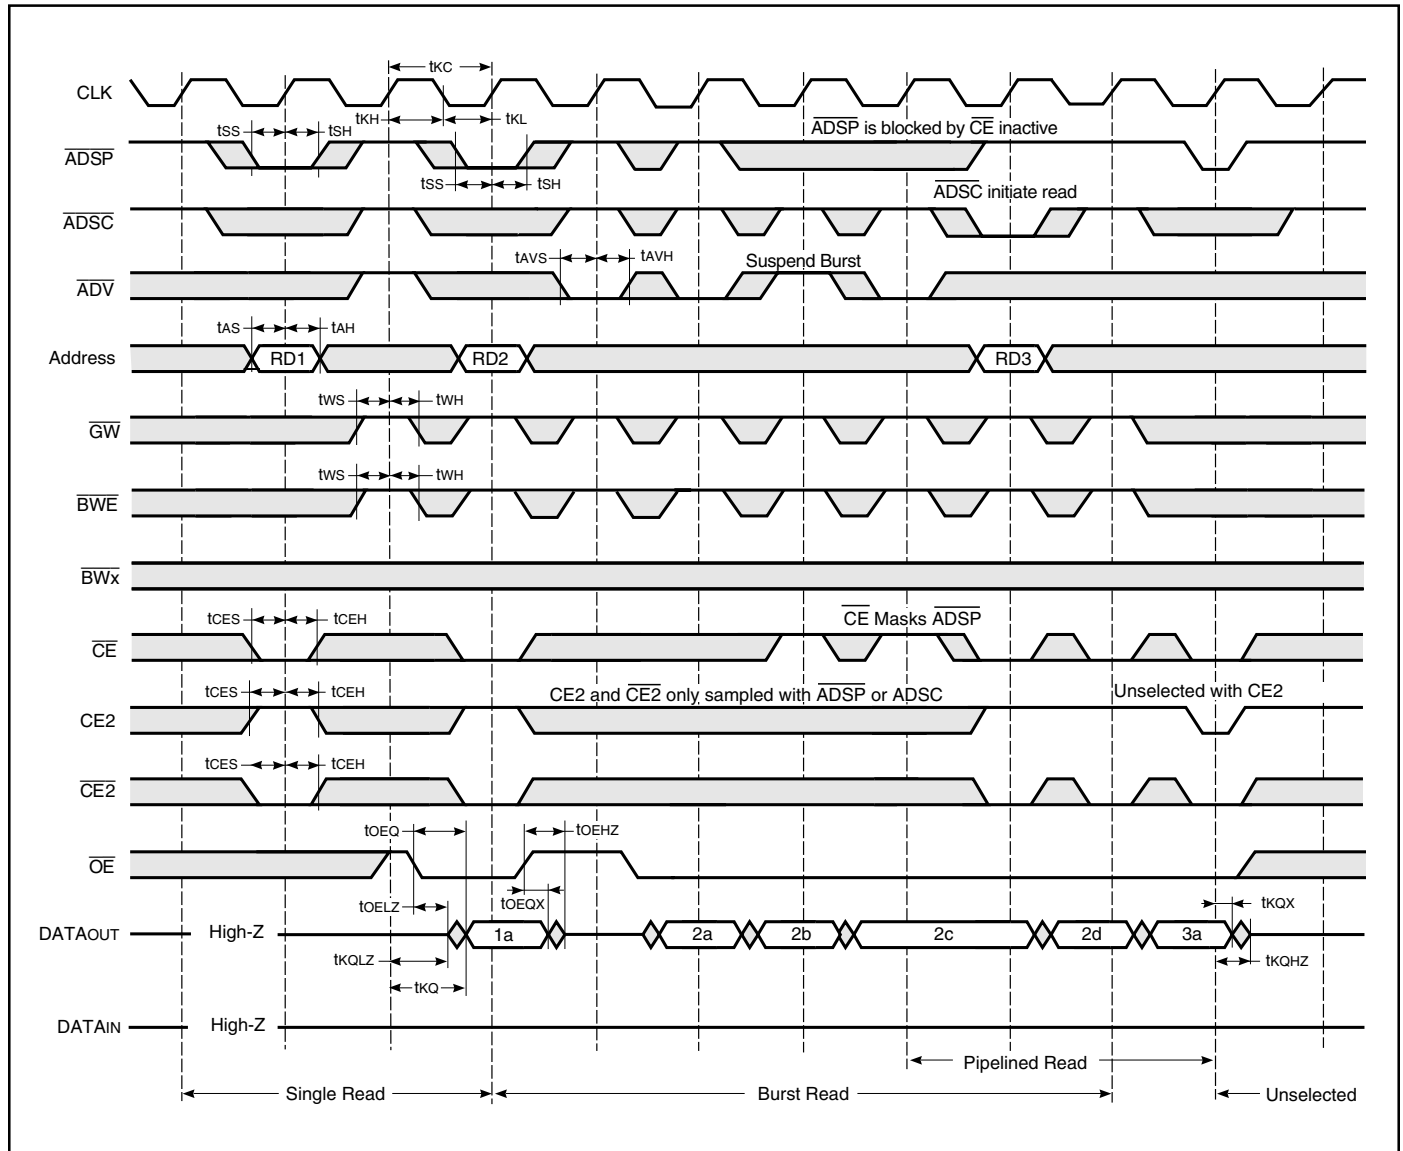 tKC
CLK
tKH
tKL
tSS
tSH
ADSP is blocked by CE inactive
ADSP
tSS
tSH
ADSC initiate read
ADSC
tAVS
tAVH
Suspend Burst
ADV
tAS
tAH
Address
RD1
RD2
RD3
tWS
tWH
GW
tWS
tWH
BWE
BWx
tCES
tCEH
CE Masks ADSP
CE
tCES
tCEH
CE2 and CE2 only sampled with ADSP or ADSC
Unselected with CE2
CE2
tCES
tCEH
CE2
tOEQ
tOEHZ
OE
tOELZ
tOEQX
tKQX
DATAOUT
High-Z
1a
2a
2b
2c
2d
3a
tKQLZ
tKQHZ
tKQ
DATAIN
High-Z
Pipelined Read
Single Read
Burst Read
Unselected